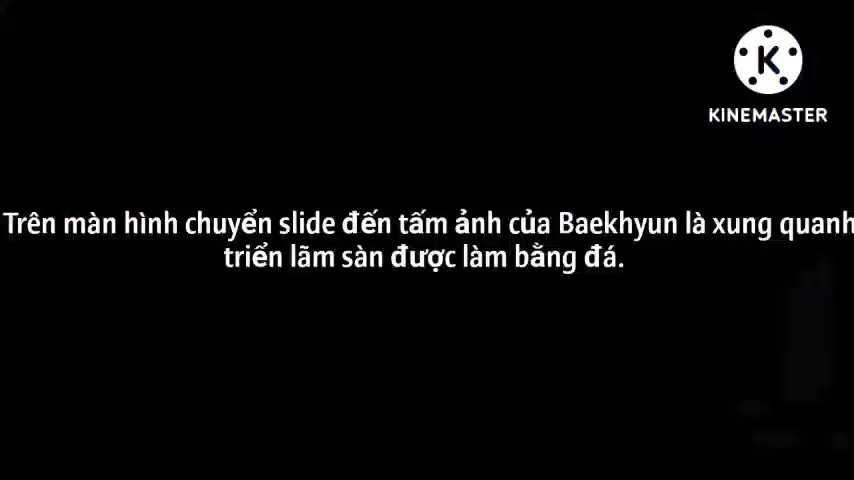 KINEMASTER
Trên màn hình chuyển slide đến tấm ảnh của Baekhyun là xung quanh
triển lãm sàn được làm bằng đá.